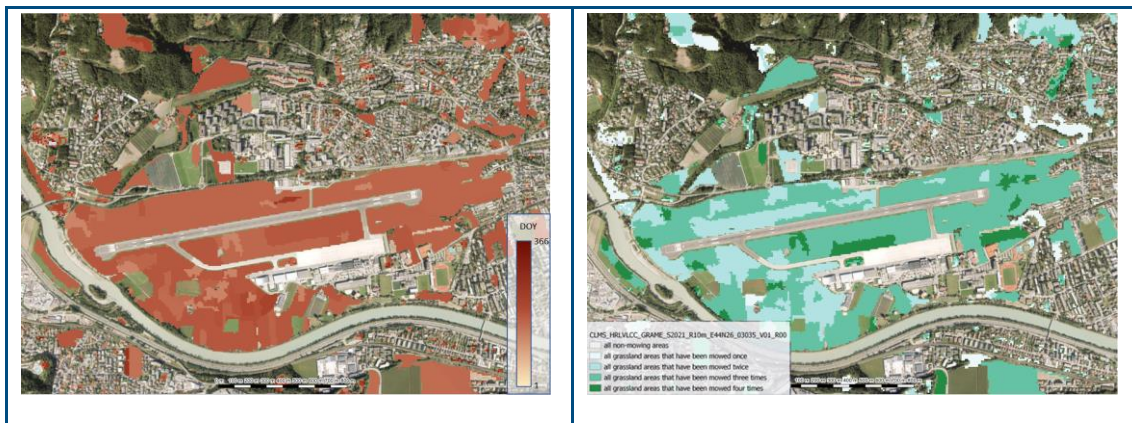 DOY
366
1
CLMS_HRLVLCC_GRAME_S2021_R10m_E44N26_03035_V01_R00
all non-mowing areas
all grassland areas that have been mowed once
all grassland areas that have been mowed twice
all grassland areas that have been mowed three times
all grassland areas that have been mowed four times